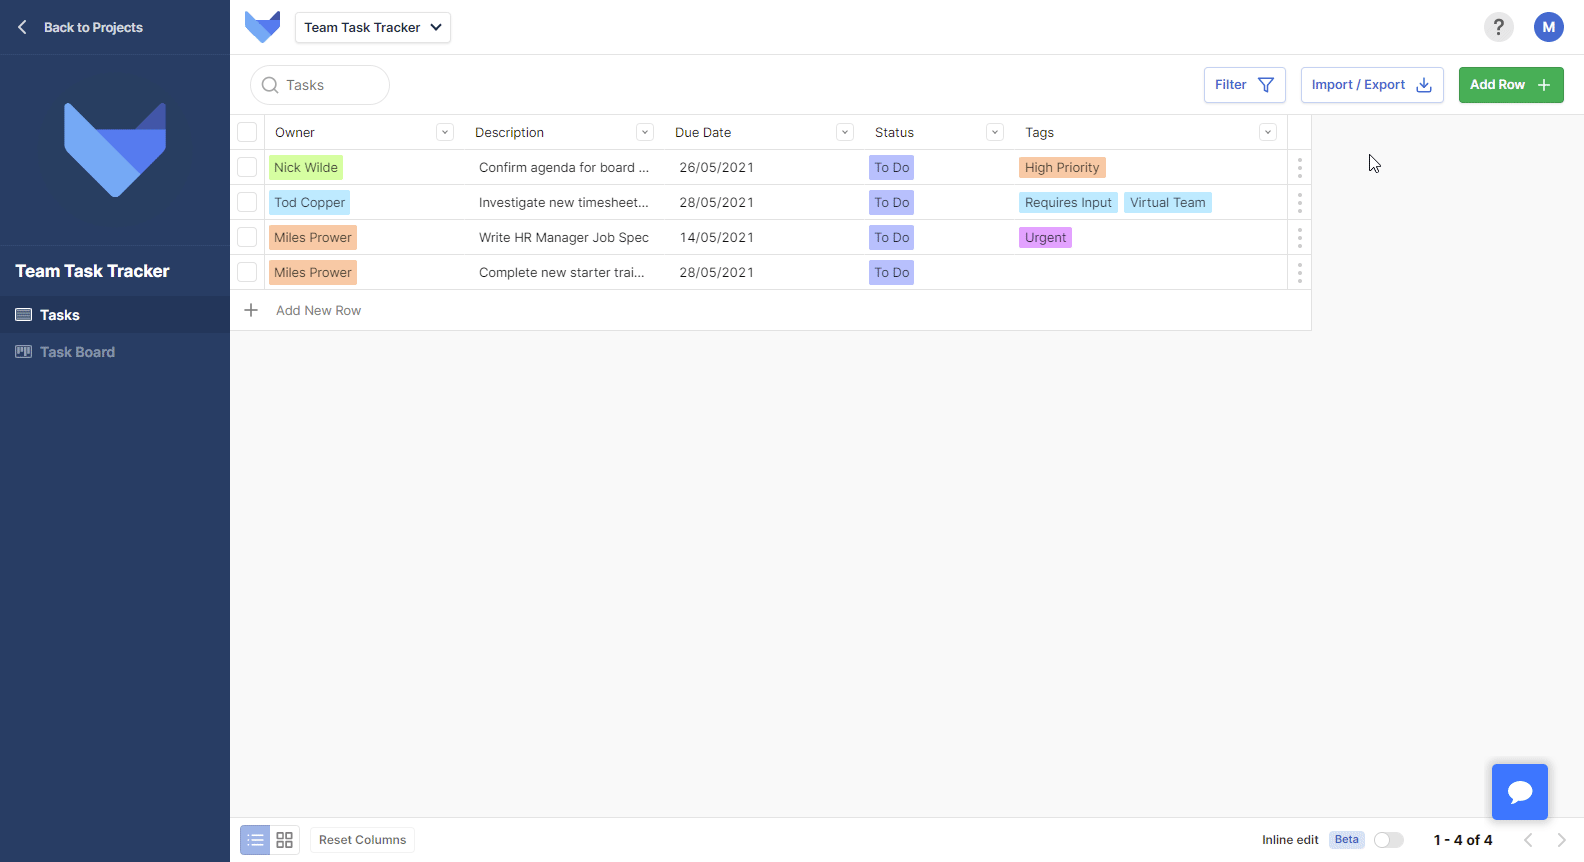 Back to Projects
Team Task Tracker
Tasks
Task Board
Team Task Tracker
?
M
Tasks
Filter
Import / Export
Add Row
Owner Description Due Date Status Tags
Nick Wilde Confirm agenda for board ... 26/05/2021 To Do High Priority
Tod Copper Investigate new timesheet... 28/05/2021 To Do Requires Input Virtual Team
Miles Prower Write HR Manager Job Spec 14/05/2021 To Do Urgent
Miles Prower Complete new starter trai... 28/05/2021 To Do
Add New Row
Reset Columns
Inline edit Beta
1 - 4 of 4